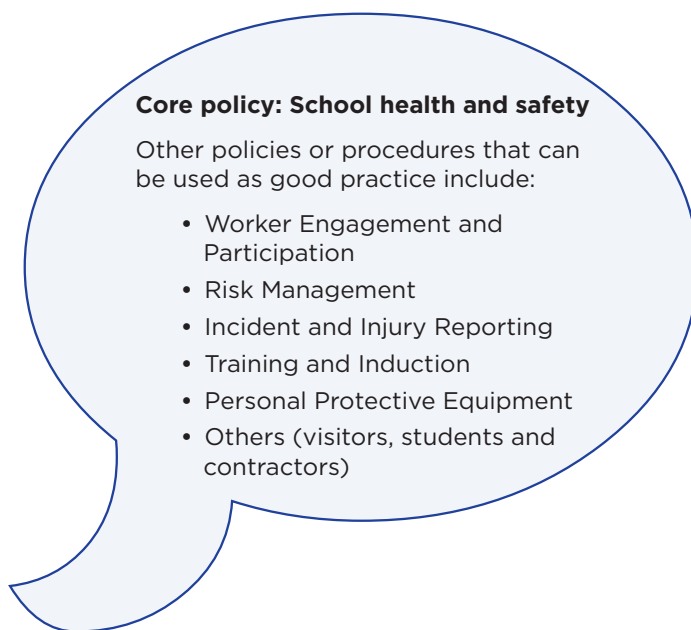 Core policy: School health and safety
Other policies or procedures that can
be used as good practice include:
• Worker Engagement and
Participation
• Risk Management
• Incident and Injury Reporting
• Training and Induction
• Personal Protective Equipment
• Others (visitors, students and
contractors)